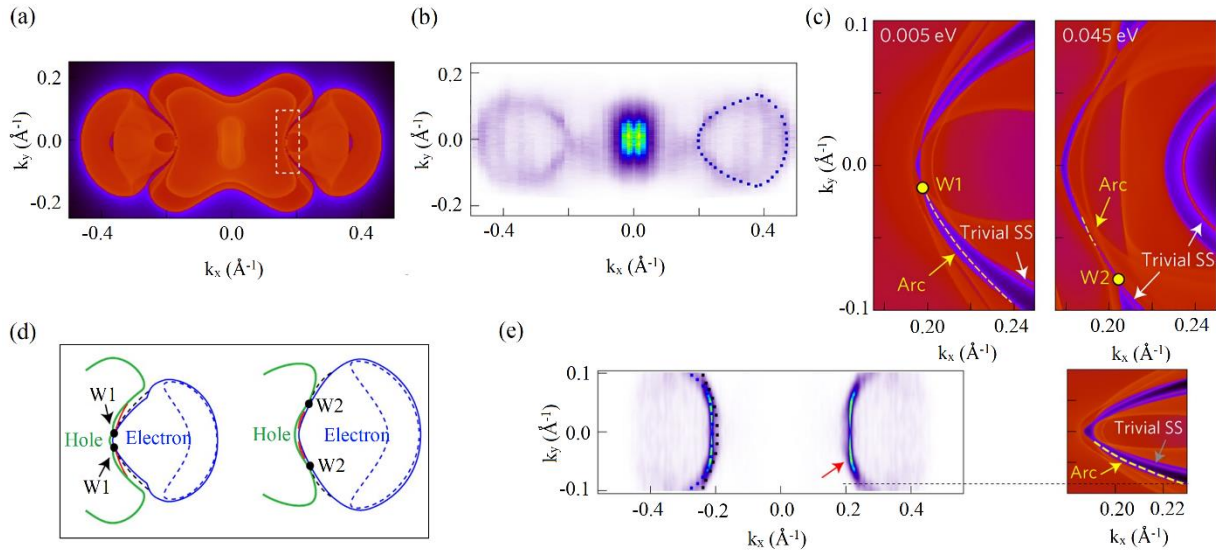 (a)
0.2
0.0
-0.2
k_y (Å⁻¹)
-0.4
0.0
0.4
k_x (Å⁻¹)
(b)
0.2
0.0
-0.2
k_y (Å⁻¹)
-0.4
-0.2
0.0
0.2
0.4
k_x (Å⁻¹)
(c)
0.1
0.0
-0.1
k_y (Å⁻¹)
0.005 eV
W1
Trivial SS
Arc
0.20
0.24
k_x (Å⁻¹)
0.045 eV
Arc
Trivial SS
W2
0.20
0.24
k_x (Å⁻¹)
(d)
W1
Hole
Electron
W1
W2
Hole
Electron
W2
(e)
0.1
0.0
-0.1
k_y (Å⁻¹)
-0.4
-0.2
0.0
0.2
0.4
k_x (Å⁻¹)
Trivial SS
Arc
0.20
0.22
k_x (Å⁻¹)